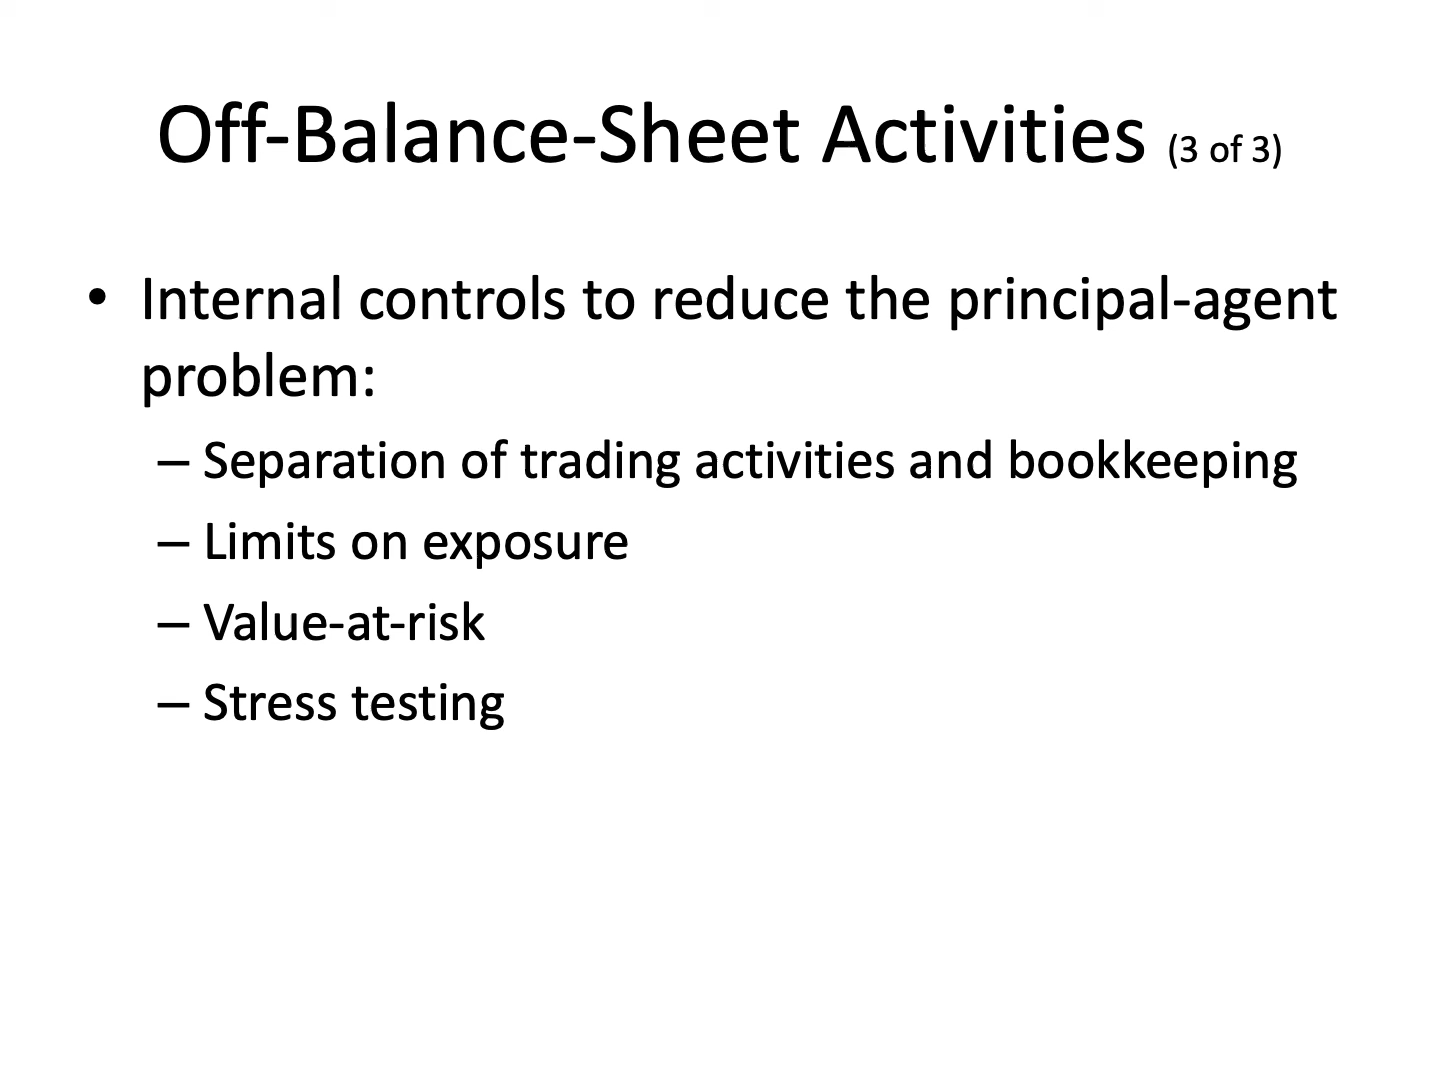 Off-Balance-Sheet Activities (3 of 3)
• Internal controls to reduce the principal-agent
problem:
– Separation of trading activities and bookkeeping
– Limits on exposure
– Value-at-risk
– Stress testing